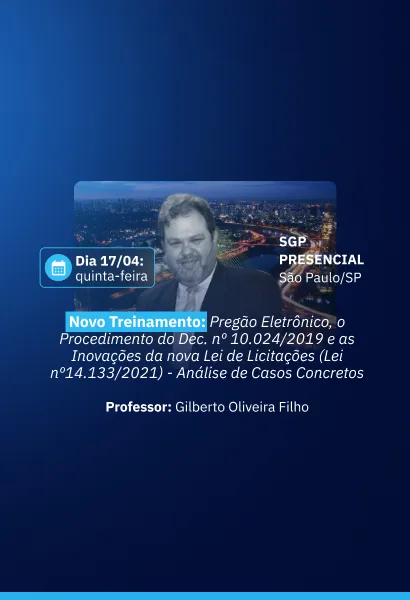 SGP
PRESENCIAL
São Paulo/SP
Dia 17/04:
quinta-feira
Novo Treinamento: Pregão Eletrônico, o
Procedimento do Dec. nº 10.024/2019 e as
Inovações da nova Lei de Licitações (Lei
nº14.133/2021) - Análise de Casos Concretos
Professor: Gilberto Oliveira Filho